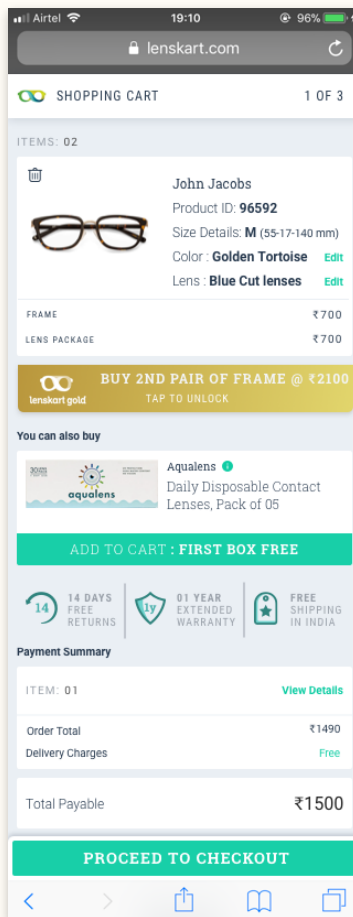 Airtel 19:10 96%
lenskart.com
SHOPPING CART 1 OF 3
ITEMS: 02
John Jacobs
Product ID: 96592
Size Details: M (55-17-140 mm)
Color : Golden Tortoise Edit
Lens : Blue Cut lenses Edit
FRAME ₹700
LENS PACKAGE ₹700
lenskart gold
BUY 2ND PAIR OF FRAME @ ₹2100
TAP TO UNLOCK
You can also buy
aqualens
Aqualens
Daily Disposable Contact
Lenses, Pack of 05
ADD TO CART : FIRST BOX FREE
14
14 DAYS
FREE
RETURNS
1y
01 YEAR
EXTENDED
WARRANTY
FREE
SHIPPING
IN INDIA
Payment Summary
ITEM: 01 View Details
Order Total ₹1490
Delivery Charges Free
Total Payable ₹1500
PROCEED TO CHECKOUT